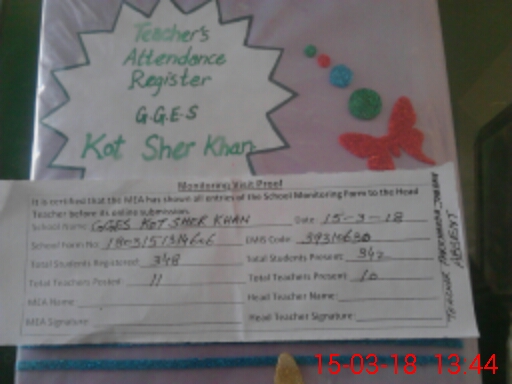 Teacher's
Attendance
Register
G.G.E.S
Kot Sher Khan
Monitoring Visit Proof
It is certified that the MEA has shown all entries of the School Monitoring Form to the Head
Teacher before its online submission.
School Name: GGES KOT SHER KHAN Date: 15-3-18
School Form No: EMIS Code:
Total Students Registered: 348 Total Students Present: 342
Total Teachers Posted: 11 Total Teachers Present: 10
MEA Name: Head Teacher Name:
MEA Signature: Head Teacher Signature:
ABSENT
15-03-18 13.44